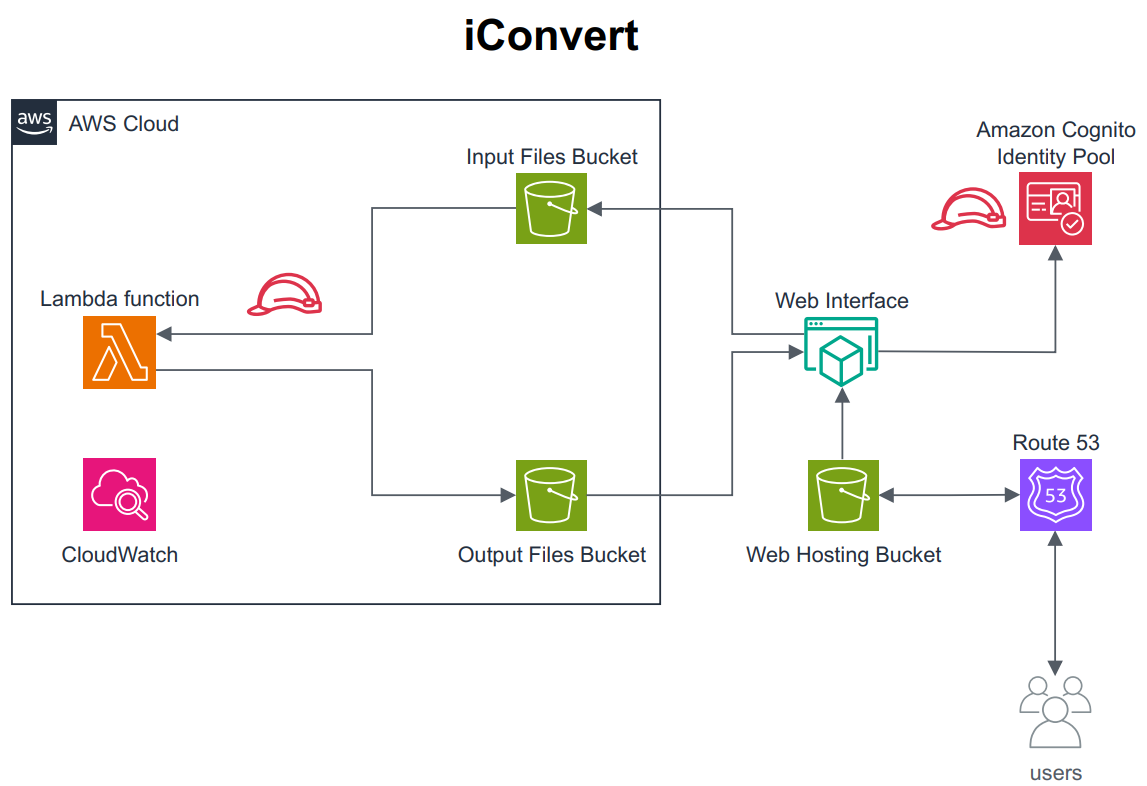 iConvert
aws
AWS Cloud
Input Files Bucket
Amazon Cognito
Identity Pool
Lambda function
Web Interface
Route 53
53
CloudWatch
Output Files Bucket
Web Hosting Bucket
users